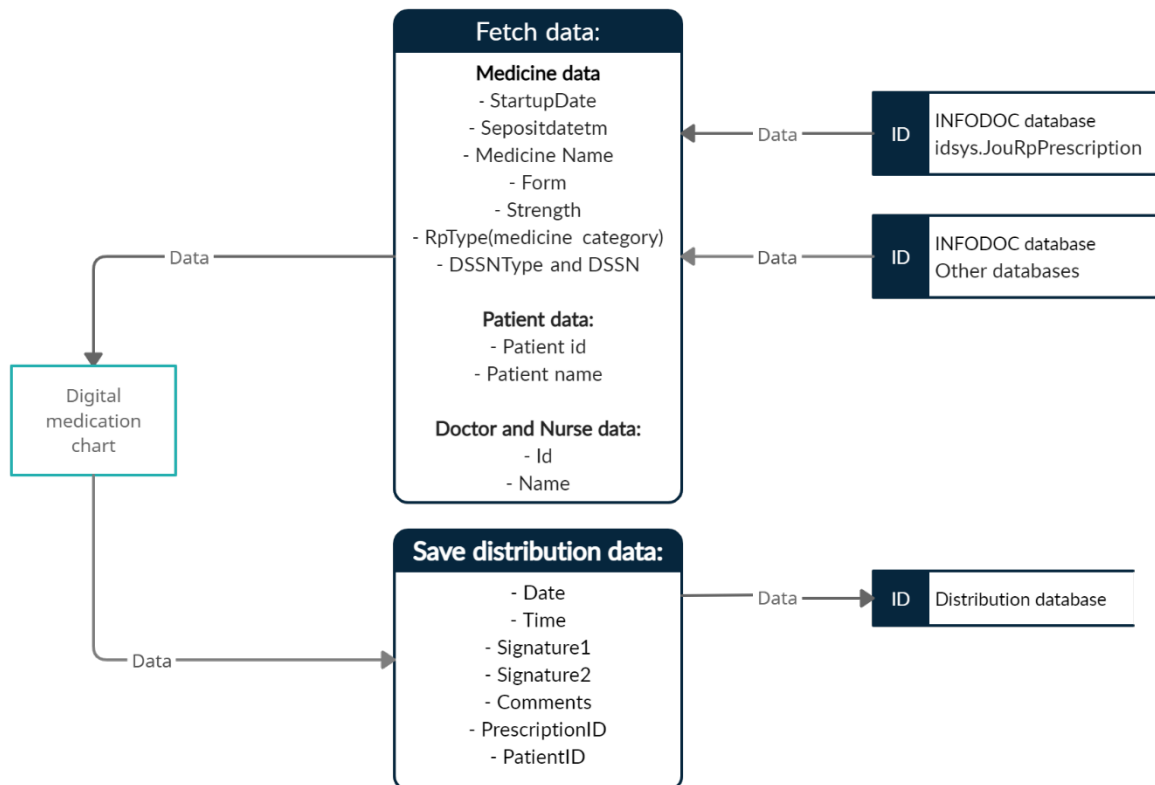 Fetch data:
Medicine data
- StartupDate
- Sepositdatetm
- Medicine Name
- Form
- Strength
- RpType(medicine category)
- DSSNType and DSSN
Patient data:
- Patient id
- Patient name
Doctor and Nurse data:
- Id
- Name
Data
ID
INFODOC database
idsys.JouRpPrescription
Data
ID
INFODOC database
Other databases
Data
Digital
medication
chart
Data
Save distribution data:
- Date
- Time
- Signature1
- Signature2
- Comments
- PrescriptionID
- PatientID
Data
ID
Distribution database